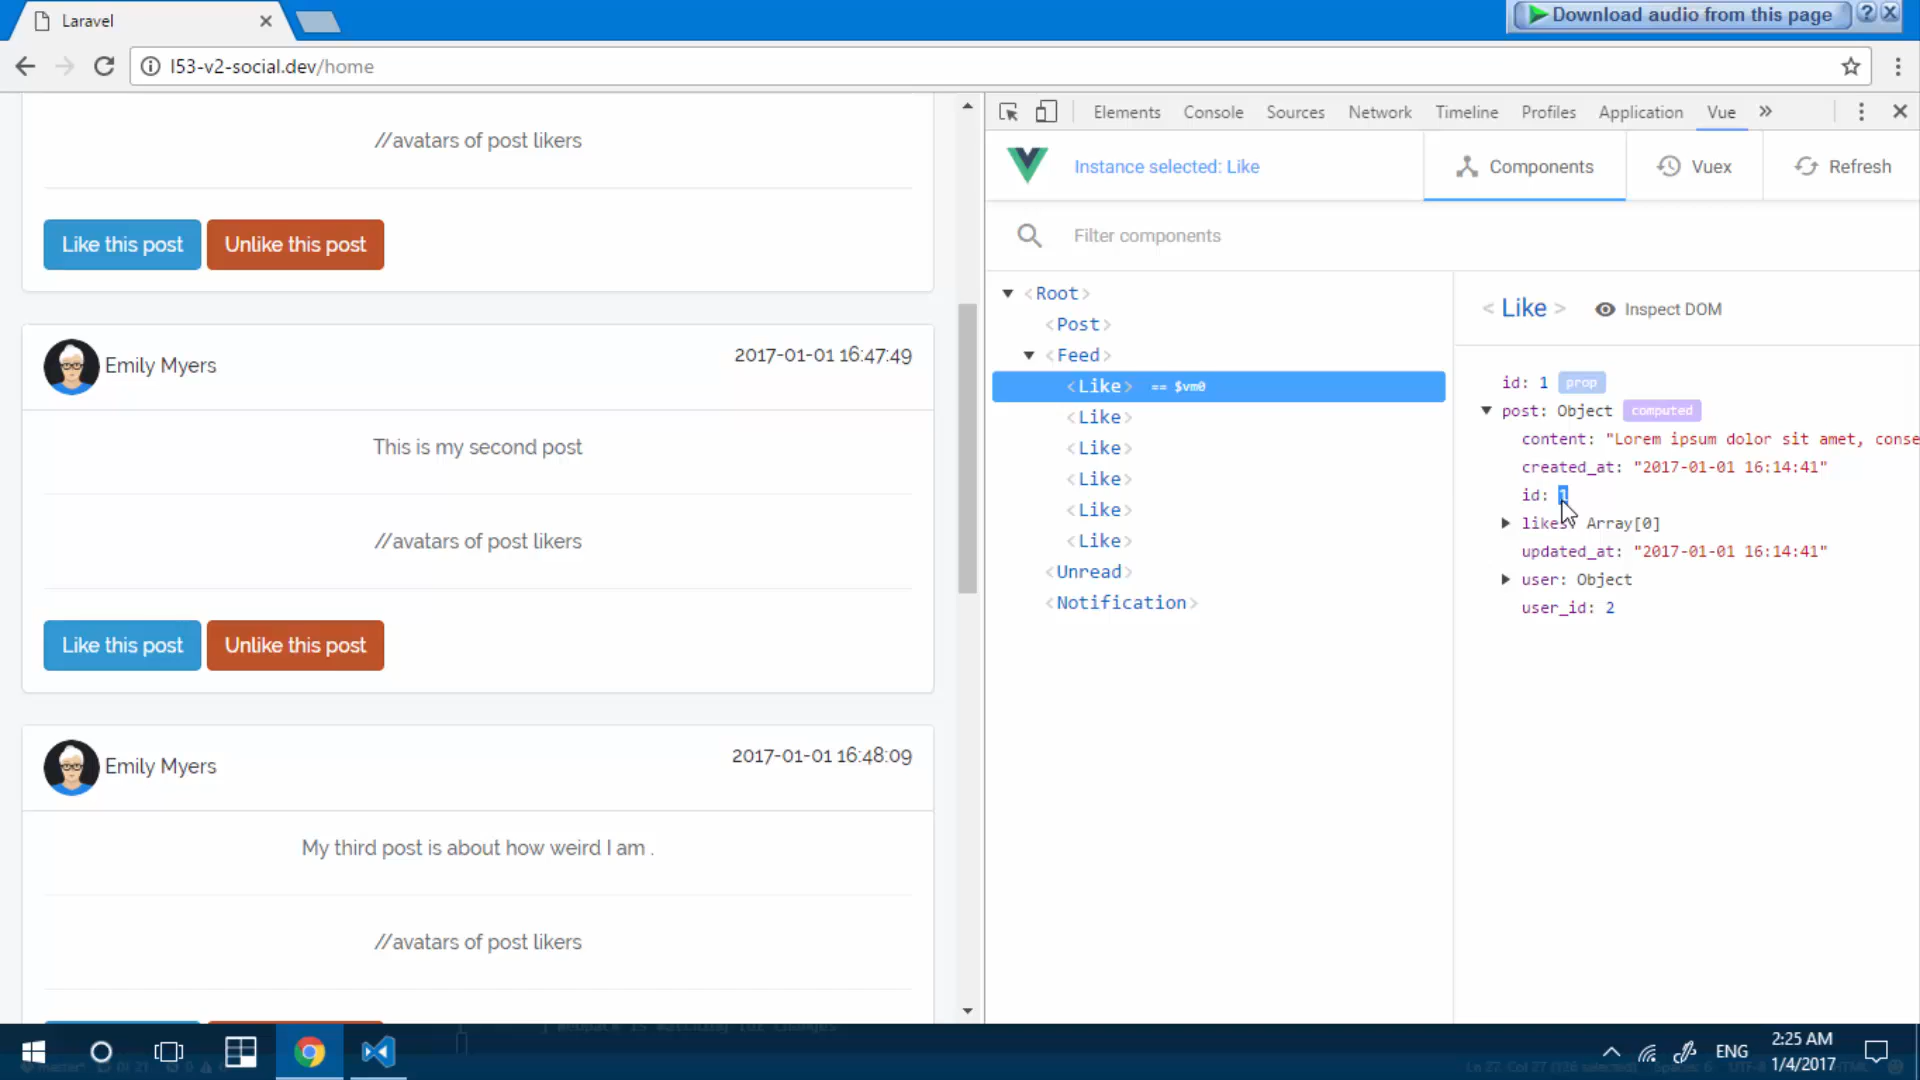 Laravel
Download audio from this page
l53-v2-social.dev/home
//avatars of post likers
Like this post
Unlike this post
Emily Myers
2017-01-01 16:47:49
This is my second post
//avatars of post likers
Like this post
Unlike this post
Emily Myers
2017-01-01 16:48:09
My third post is about how weird I am .
//avatars of post likers
Elements Console Sources Network Timeline Profiles Application Vue
Instance selected: Like
Components
Vuex
Refresh
Filter components
<Root>
<Post>
<Feed>
<Like> == $vm0
<Like>
<Like>
<Like>
<Like>
<Like>
<Unread>
<Notification>
< Like >
Inspect DOM
id: 1 prop
post: Object computed
content: "Lorem ipsum dolor sit amet, conse
created_at: "2017-01-01 16:14:41"
id: 1
likes: Array[0]
updated_at: "2017-01-01 16:14:41"
user: Object
user_id: 2
ENG
2:25 AM
1/4/2017